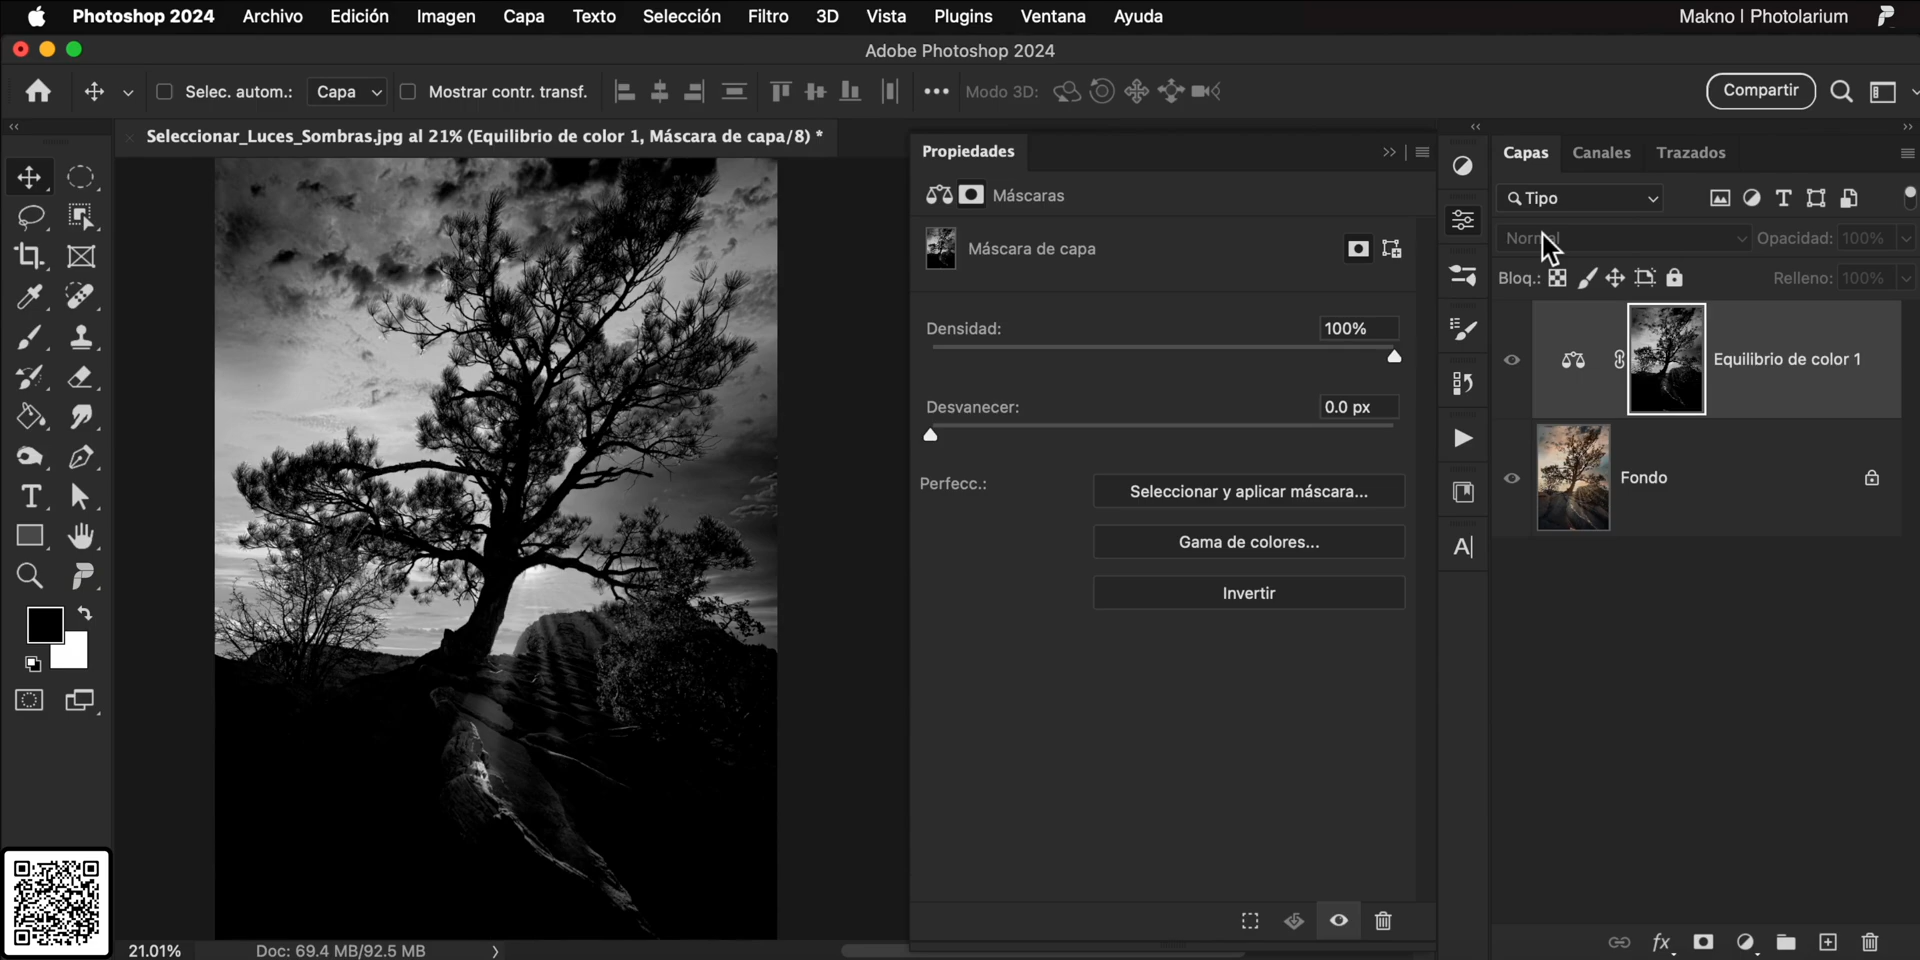 Photoshop 2024 Archivo Edición Imagen Capa Texto Selección Filtro 3D Vista Plugins Ventana Ayuda Makno | Photolarium
Adobe Photoshop 2024
Selec. autom.: Capa Mostrar contr. transf. Modo 3D: Compartir
Seleccionar_Luces_Sombras.jpg al 21% (Equilibrio de color 1, Máscara de capa/8) *
Propiedades
Máscaras
Máscara de capa
Densidad: 100%
Desvanecer: 0.0 px
Perfecc.:
Seleccionar y aplicar máscara...
Gama de colores...
Invertir
Capas Canales Trazados
Tipo
Normal Opacidad: 100%
Bloq.: Relleno: 100%
Equilibrio de color 1
Fondo
21.01% Doc: 69.4 MB/92.5 MB